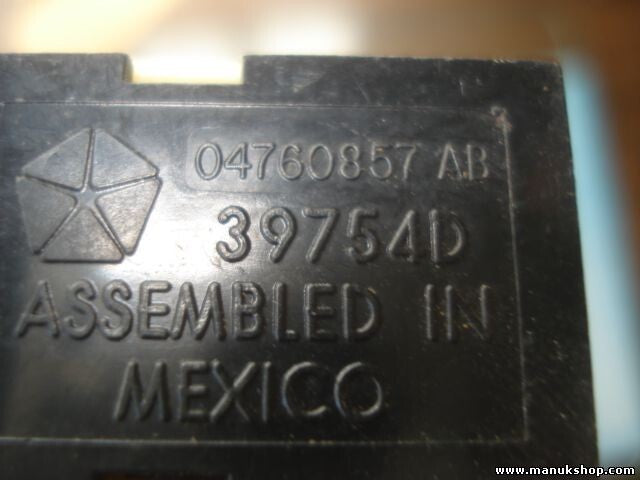 04760857 AB
39754D
ASSEMBLED IN
MEXICO
www.manukshop.com